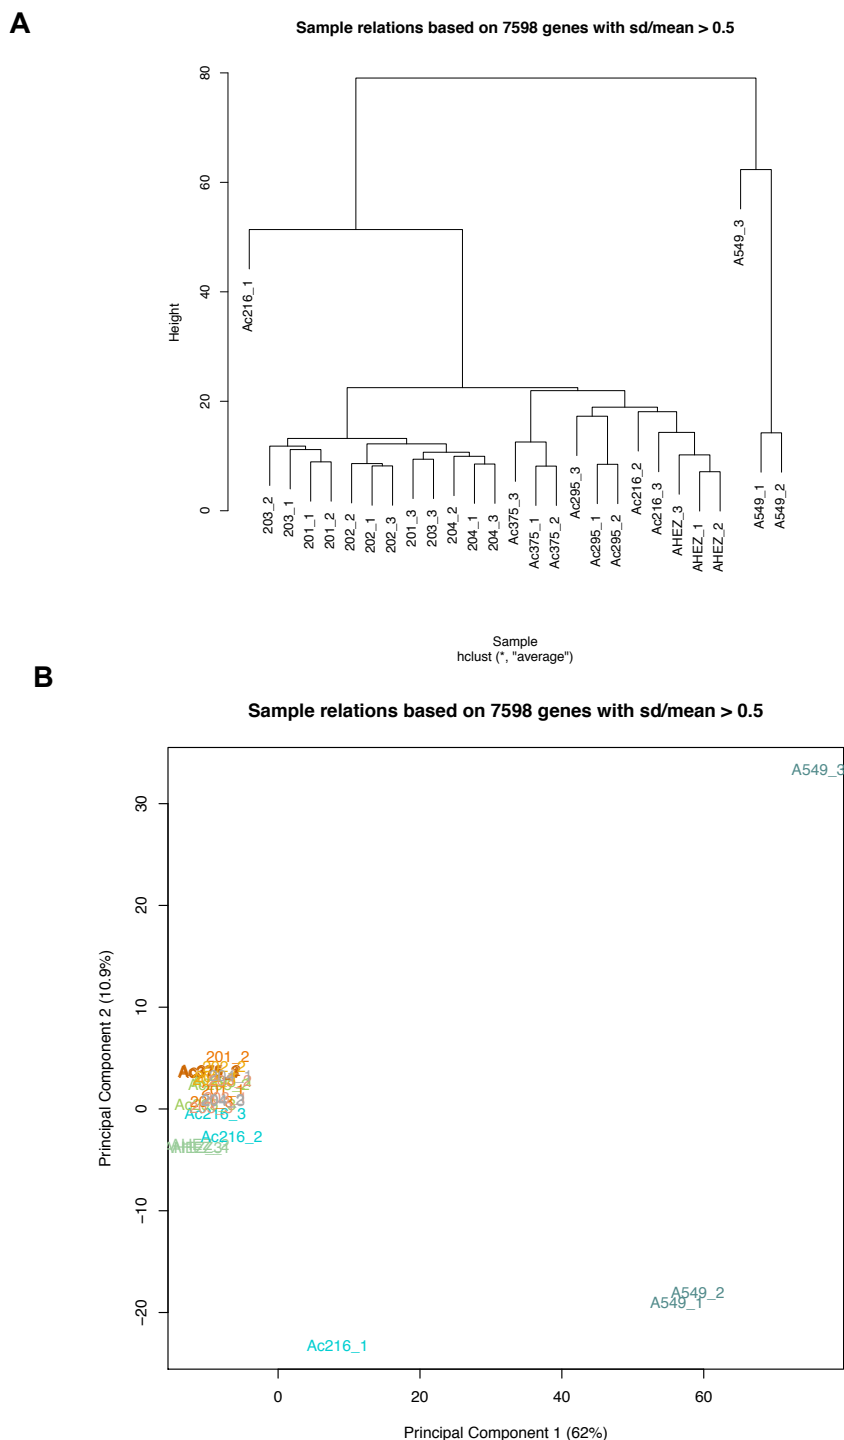 A
Sample relations based on 7598 genes with sd/mean > 0.5
Height
80
60
40
20
0
Ac216_1
203_2
203_1
201_1
201_2
202_2
202_1
202_3
201_3
203_3
204_2
204_1
204_3
Ac375_3
Ac375_1
Ac375_2
Ac295_3
Ac295_1
Ac295_2
Ac216_2
Ac216_3
AHEZ_3
AHEZ_1
AHEZ_2
A549_3
A549_1
A549_2
Sample
hclust (*, "average")
B
Sample relations based on 7598 genes with sd/mean > 0.5
Principal Component 2 (10.9%)
30
20
10
0
−10
−20
A549_3
201_2
Ac216_3
Ac216_2
A549_2
A549_1
Ac216_1
0
20
40
60
Principal Component 1 (62%)